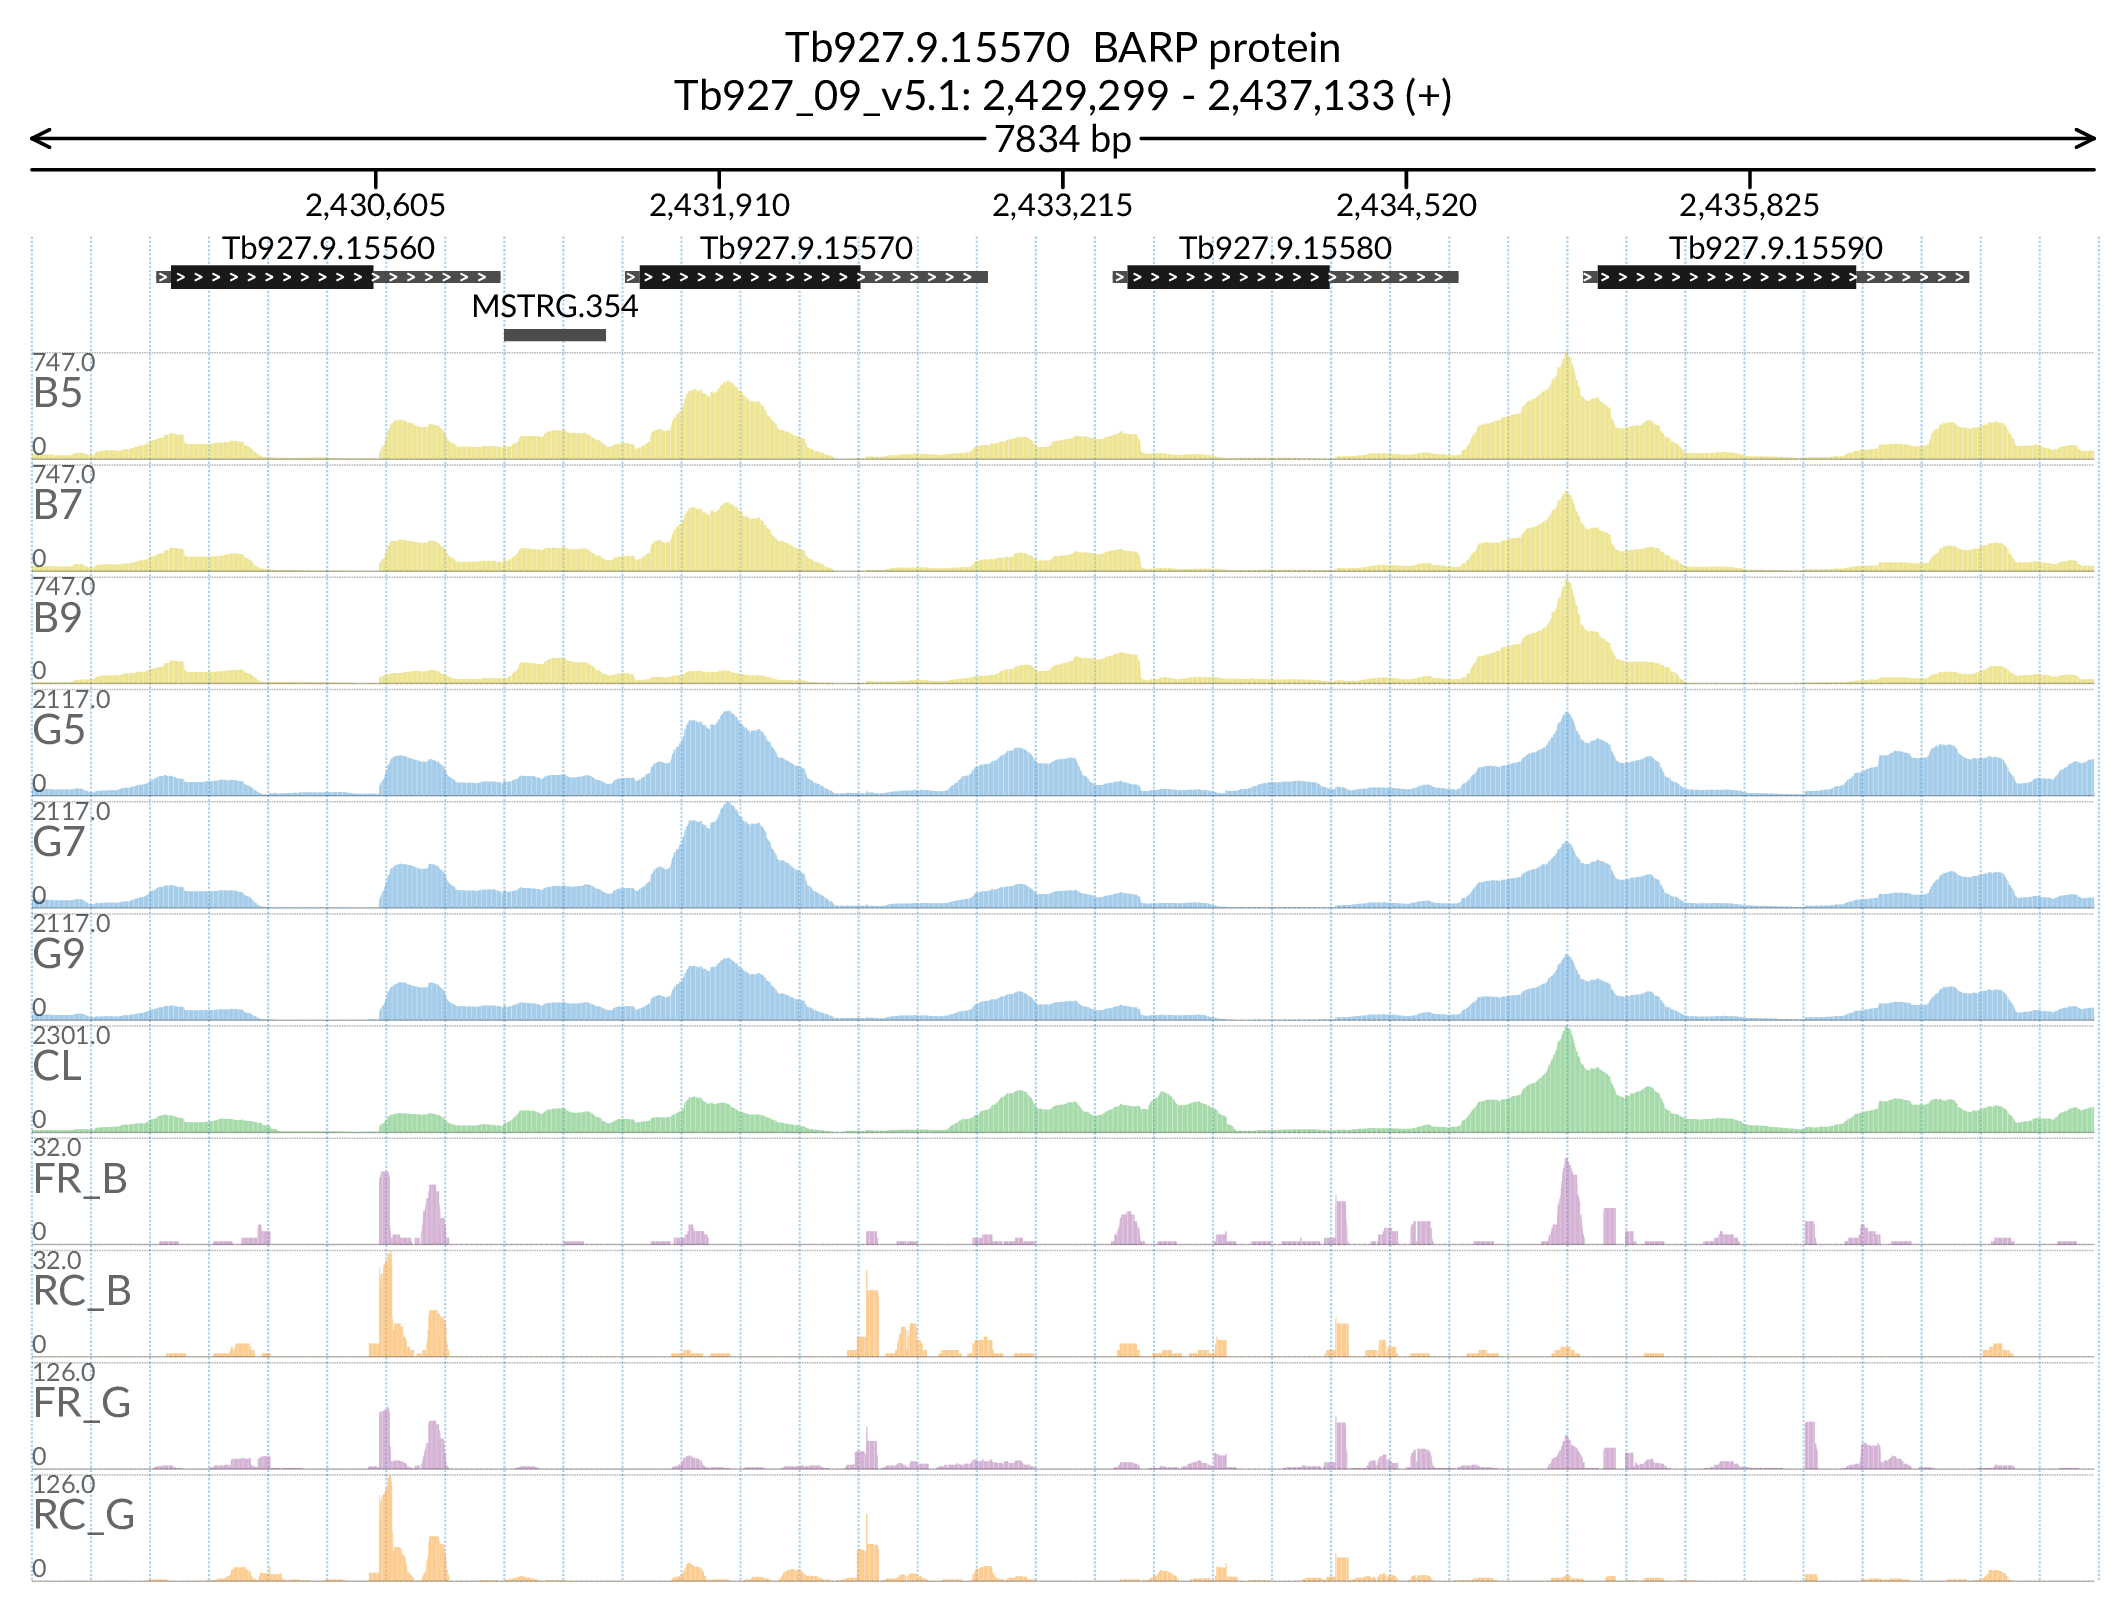 Tb927.9.15570  BARP protein
Tb927_09_v5.1: 2,429,299 - 2,437,133 (+)
7834 bp
2,430,605 2,431,910 2,433,215 2,434,520 2,435,825
Tb927.9.15560 Tb927.9.15570 Tb927.9.15580 Tb927.9.15590
MSTRG.354
747.0
B5
0
747.0
B7
0
747.0
B9
0
2117.0
G5
0
2117.0
G7
0
2117.0
G9
0
2301.0
CL
0
32.0
FR_B
0
32.0
RC_B
0
126.0
FR_G
0
126.0
RC_G
0